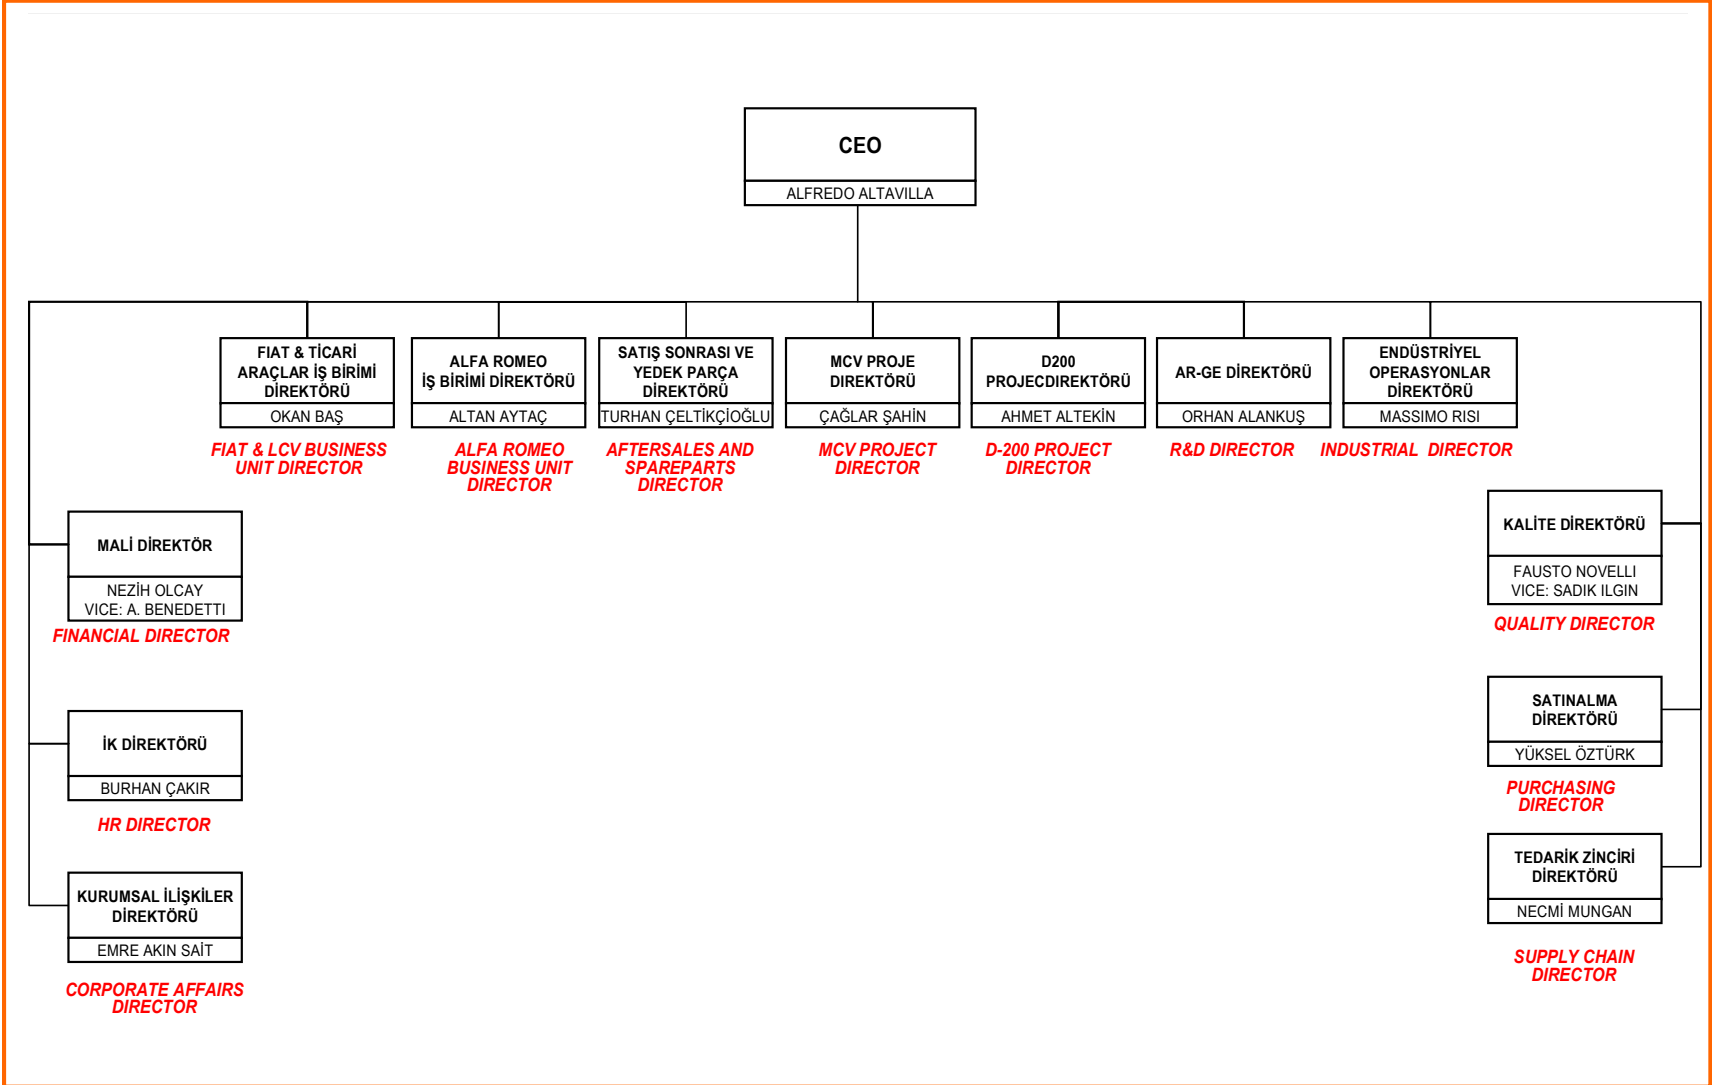 CEO
ALFREDO ALTAVILLA
FIAT & TİCARİ
ARAÇLAR İŞ BİRİMİ
DİREKTÖRÜ
OKAN BAŞ
FIAT & LCV BUSINESS
UNIT DIRECTOR
ALFA ROMEO
İŞ BİRİMİ DİREKTÖRÜ
ALTAN AYTAÇ
ALFA ROMEO
BUSINESS UNIT
DIRECTOR
SATIŞ SONRASI VE
YEDEK PARÇA
DİREKTÖRÜ
TURHAN ÇELTİKÇİOĞLU
AFTERSALES AND
SPAREPARTS
DIRECTOR
MCV PROJE
DİREKTÖRÜ
ÇAĞLAR ŞAHİN
MCV PROJECT
DIRECTOR
D200
PROJECDIREKTÖRÜ
AHMET ALTEKİN
D-200 PROJECT
DIRECTOR
AR-GE DİREKTÖRÜ
ORHAN ALANKUŞ
R&D DIRECTOR
ENDÜSTRİYEL
OPERASYONLAR
DİREKTÖRÜ
MASSIMO RISI
INDUSTRIAL DIRECTOR
MALİ DİREKTÖR
NEZİH OLCAY
VICE: A. BENEDETTI
FINANCIAL DIRECTOR
İK DİREKTÖRÜ
BURHAN ÇAKIR
HR DIRECTOR
KURUMSAL İLİŞKİLER
DİREKTÖRÜ
EMRE AKIN SAİT
CORPORATE AFFAIRS
DIRECTOR
KALİTE DİREKTÖRÜ
FAUSTO NOVELLI
VICE: SADIK ILGIN
QUALITY DIRECTOR
SATINALMA
DİREKTÖRÜ
YÜKSEL ÖZTÜRK
PURCHASING
DIRECTOR
TEDARİK ZİNCİRİ
DİREKTÖRÜ
NECMİ MUNGAN
SUPPLY CHAIN
DIRECTOR